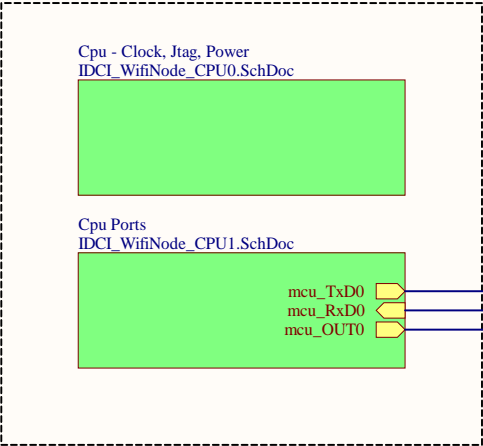 Cpu - Clock, Jtag, Power
IDCI_WifiNode_CPU0.SchDoc
Cpu Ports
IDCI_WifiNode_CPU1.SchDoc
mcu_TxD0
mcu_RxD0
mcu_OUT0